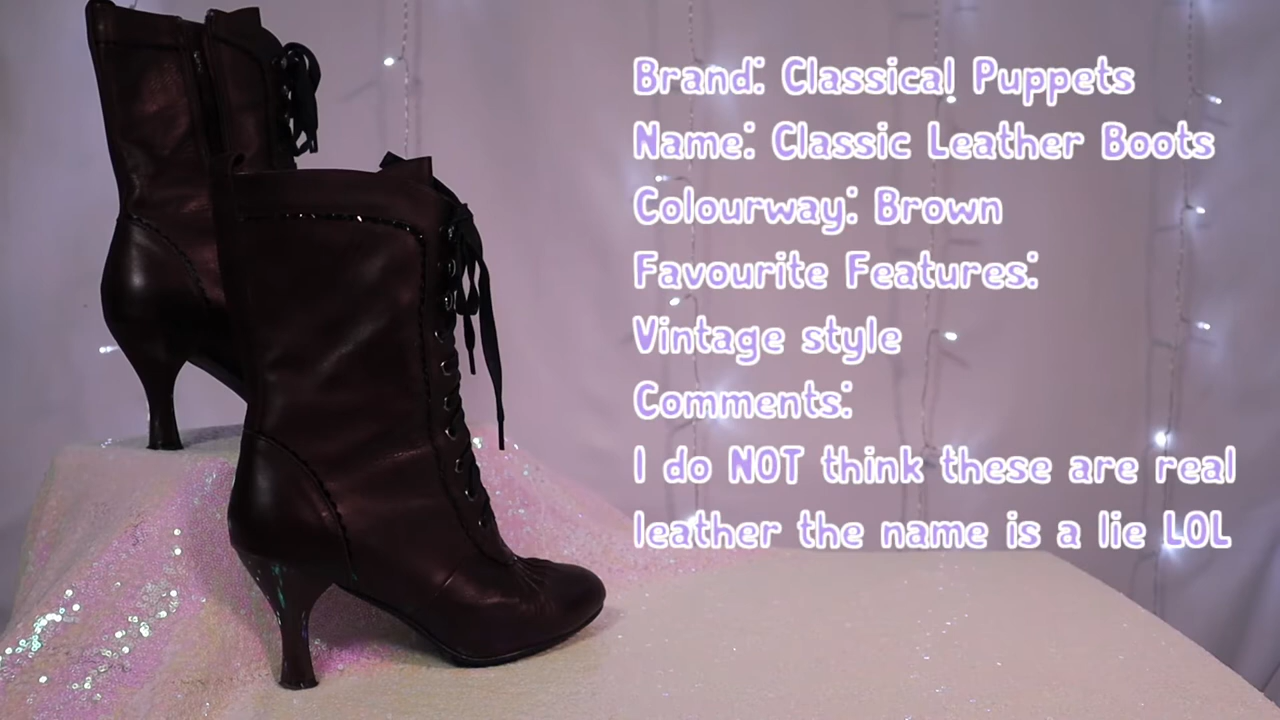 Brand: Classical Puppets
Name: Classic Leather Boots
Colourway: Brown
Favourite Features:
Vintage style
Comments:
I do NOT think these are real
leather the name is a lie LOL